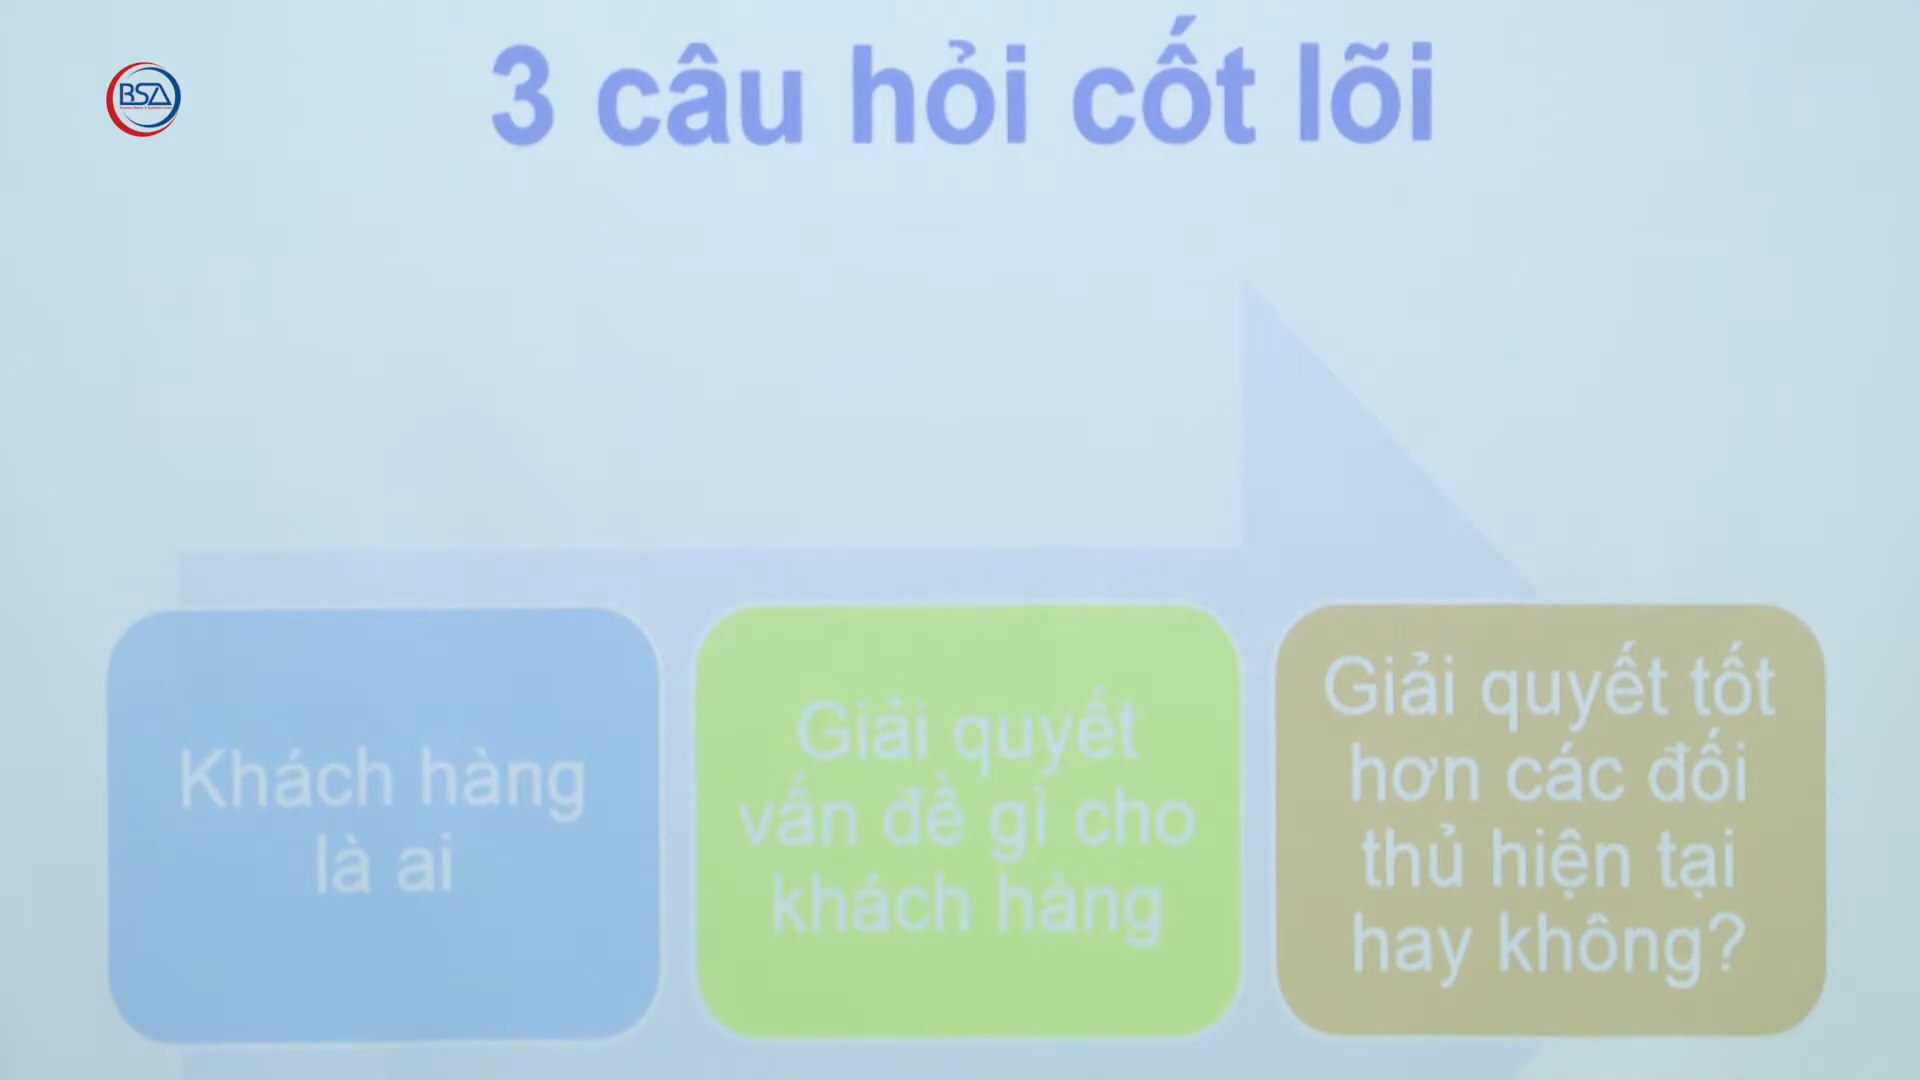 3 câu hỏi cốt lõi
BSA
Khách hàng
là ai
Giải quyết
vấn đề gì cho
khách hàng
Giải quyết tốt
hơn các đối
thủ hiện tại
hay không?